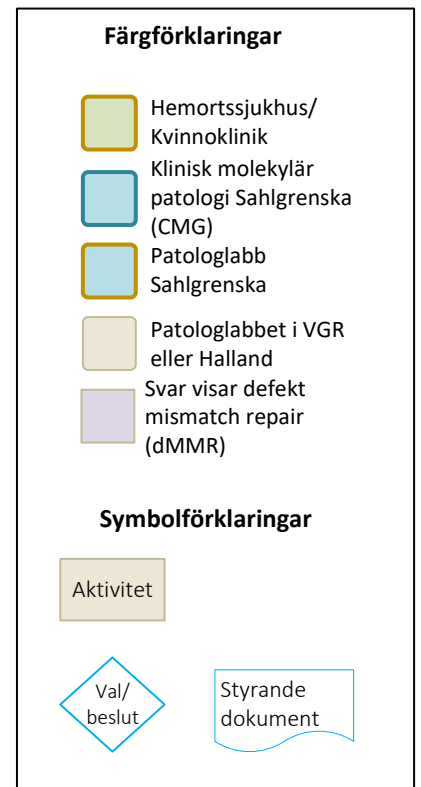 Färgförklaringar
Hemortssjukhus/
Kvinnoklinik
Klinisk molekylär
patologi Sahlgrenska
(CMG)
Patologlabb
Sahlgrenska
Patologlabbet i VGR
eller Halland
Svar visar defekt
mismatch repair
(dMMR)
Symbolförklaringar
Aktivitet
Val/
beslut
Styrande
dokument